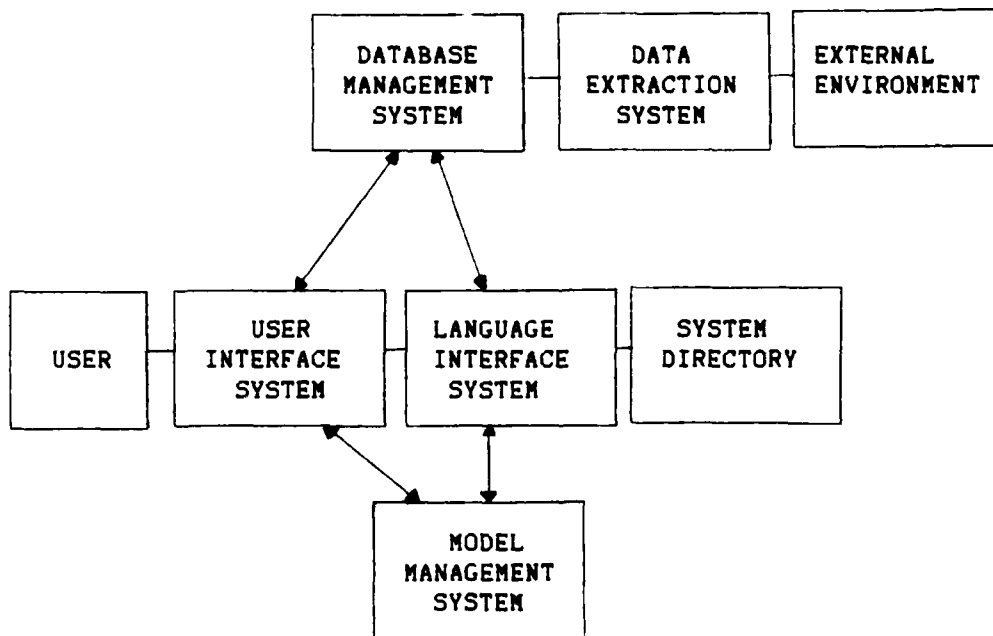 DATABASE
MANAGEMENT
SYSTEM
DATA
EXTRACTION
SYSTEM
EXTERNAL
ENVIRONMENT
USER
USER
INTERFACE
SYSTEM
LANGUAGE
INTERFACE
SYSTEM
SYSTEM
DIRECTORY
MODEL
MANAGEMENT
SYSTEM